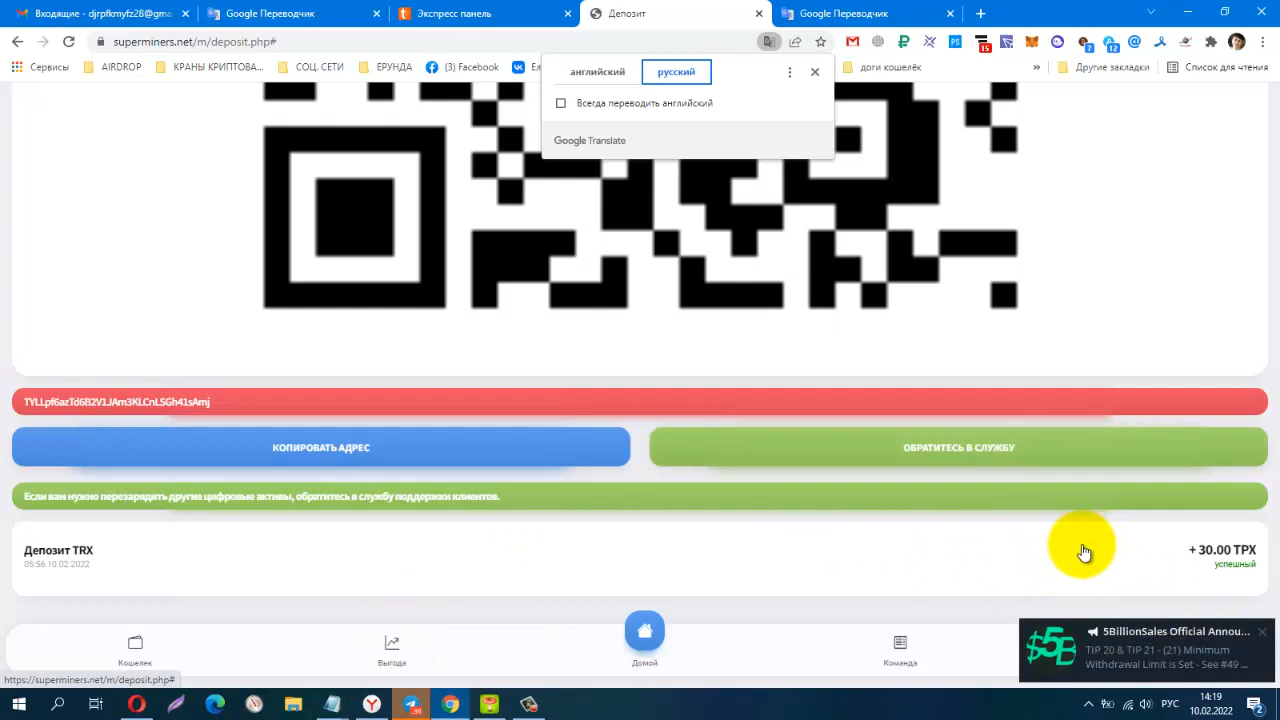 Входящие - djrpfkmyfz28@gma
Google Переводчик
Экспресс панель
Депозит
Google Переводчик
superminers.net/m/deposit.php#
Сервисы
AIRDROP
КРАНЫ КРИПТОВА...
СОЦ. СЕТИ
ЕРУНДА
(3) Facebook
доги кошелёк
»
Другие закладки
Список для чтения
английский
русский
Всегда переводить английский
Google Translate
TYLLpf6azTd6B2V1JAm3KLCnLSGh41sAmj
КОПИРОВАТЬ АДРЕС
ОБРАТИТЕСЬ В СЛУЖБУ
Если вам нужно перезарядить другие цифровые активы, обратитесь в службу поддержки клиентов.
Депозит TRX
+ 30.00 ТРХ
05:56 10.02.2022
успешный
5BillionSales Official Annou...
TIP 20 & TIP 21 - (21) Minimum
Withdrawal Limit is Set - See #49 ...
$5B
Кошелек
Выгода
Домой
Команда
https://superminers.net/m/deposit.php#
РУС
14:19
10.02.2022